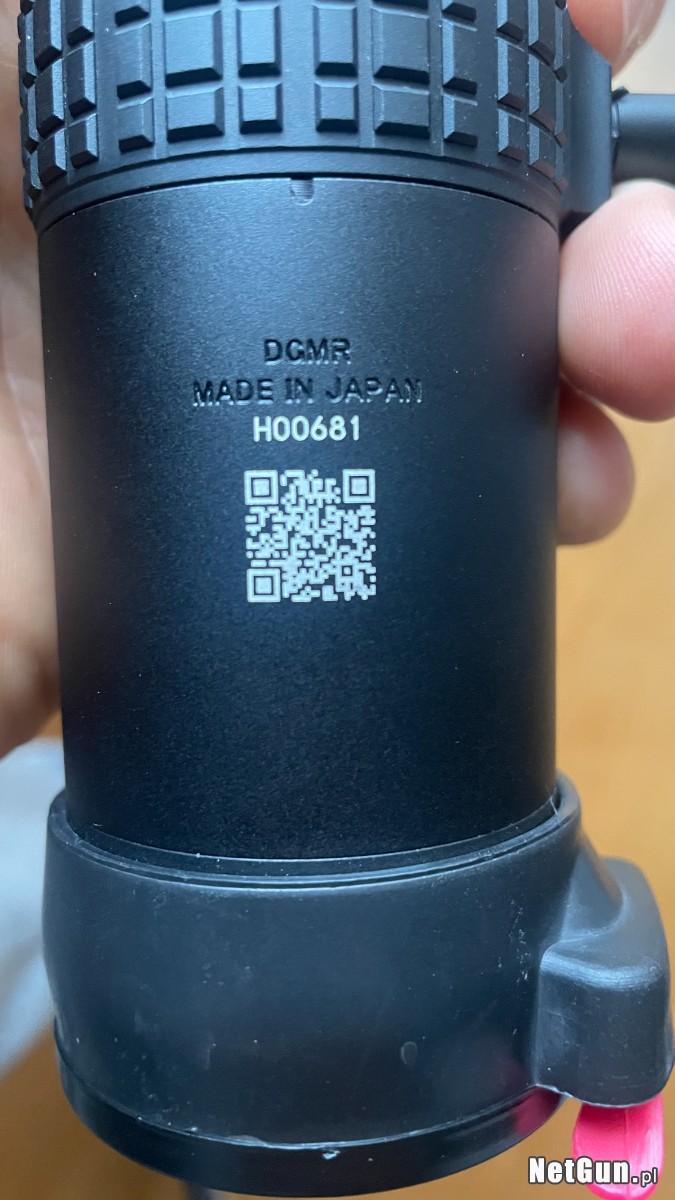 DGMR
MADE IN JAPAN
H00681
NetGun.pl